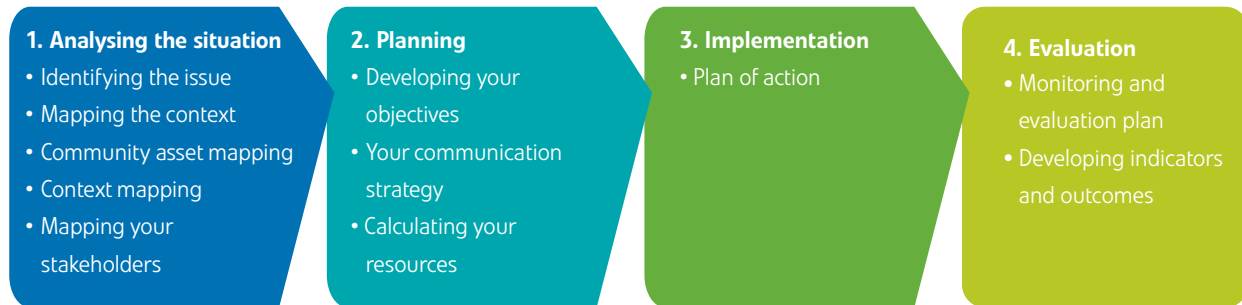 1. Analysing the situation
• Identifying the issue
• Mapping the context
• Community asset mapping
• Context mapping
• Mapping your
stakeholders
2. Planning
• Developing your
objectives
• Your communication
strategy
• Calculating your
resources
3. Implementation
• Plan of action
4. Evaluation
• Monitoring and
evaluation plan
• Developing indicators
and outcomes